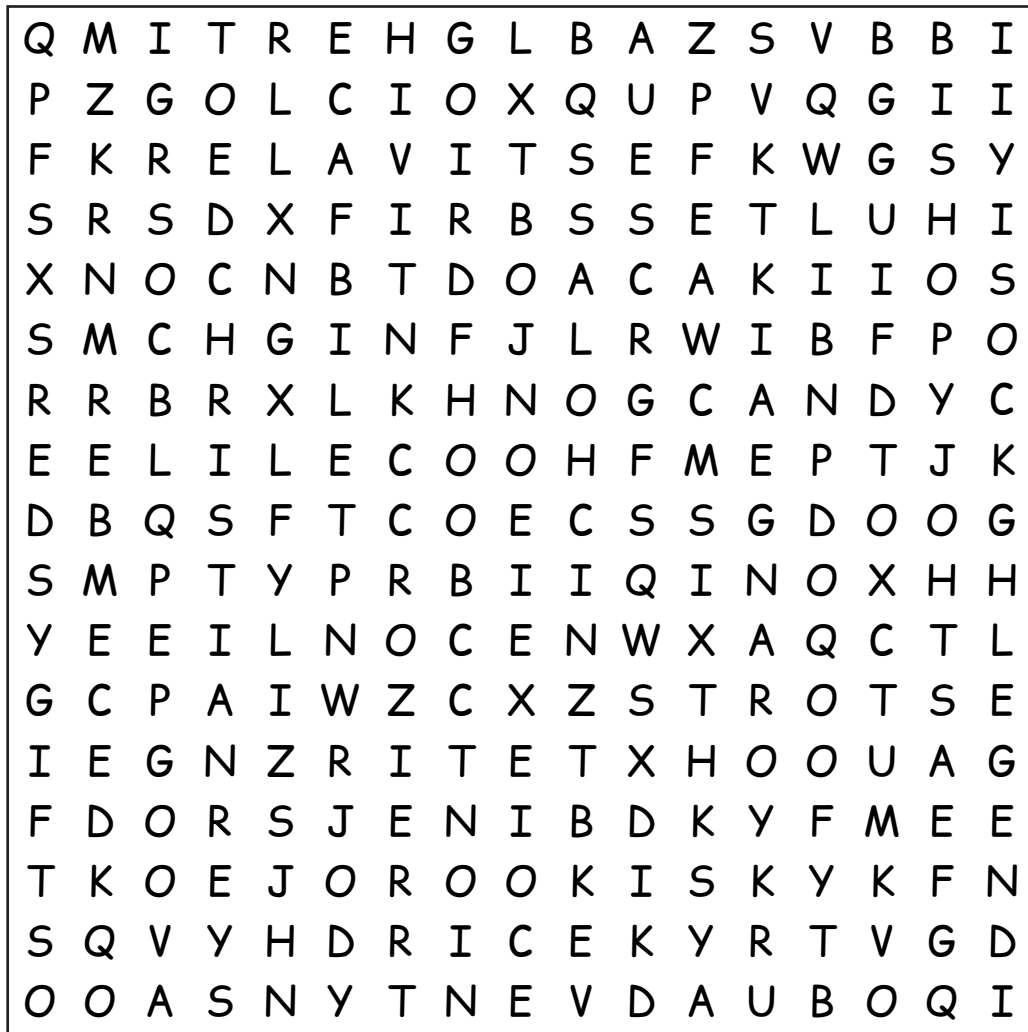 Q M I T R E H G L B A Z S V B B I
P Z G O L C I O X Q U P V Q G I I
F K R E L A V I T S E F K W G S Y
S R S D X F I R B S S E T L U H I
X N O C N B T D O A C A K I I O S
S M C H G I N F J L R W I B F P O
R R B R X L K H N O G C A N D Y C
E E L I L E C O O H F M E P T J K
D B Q S F T C O E C S S G D O O G
S M P T Y P R B I I Q I N O X H H
Y E E I L N O C E N W X A Q C T L
G C P A I W Z C X Z S T R O T S E
I E G N Z R I T E T X H O O U A G
F D O R S J E N I B D K Y F M E E
T K O E J O R O O K I S K Y K F N
S Q V Y H D R I C E K Y R T V G D
O O A S N Y T N E V D A U B O Q I